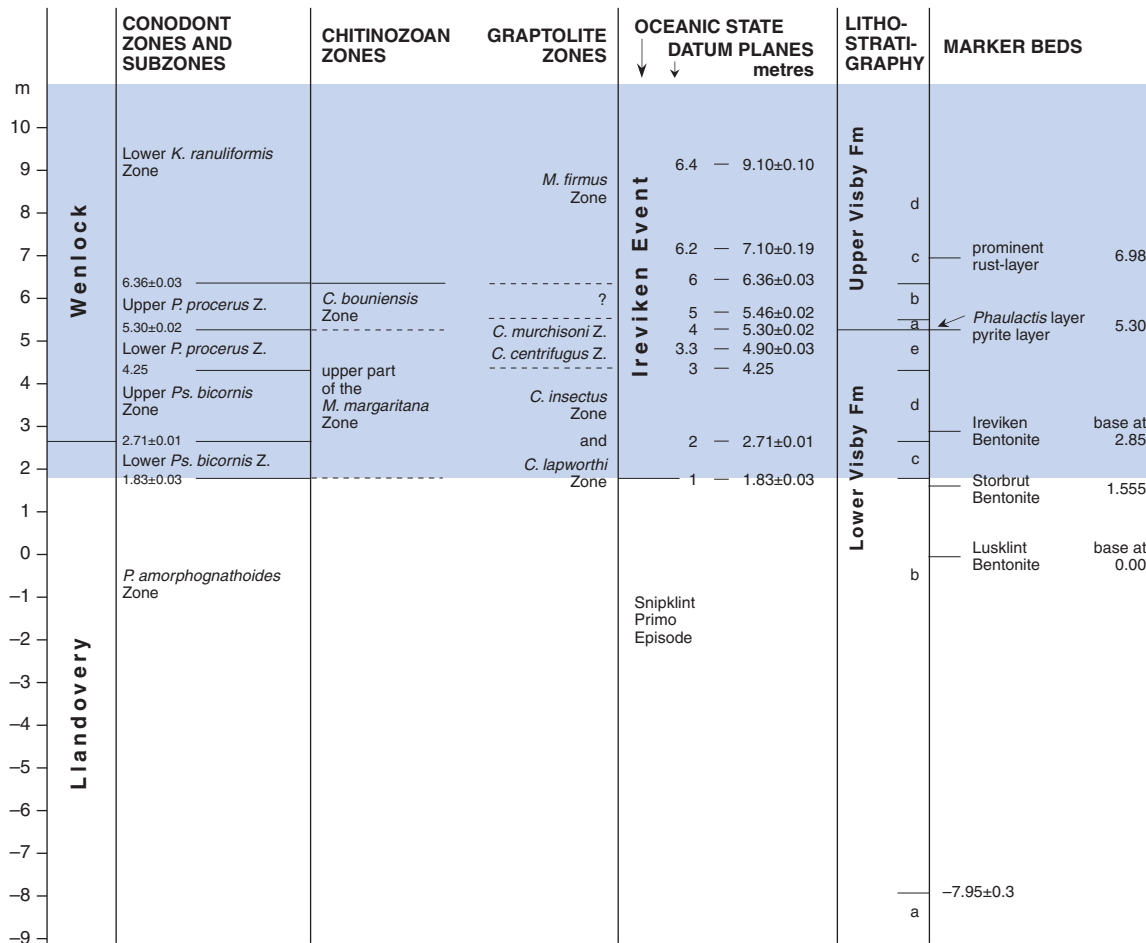 CONODONT
ZONES AND
SUBZONES
CHITINOZOAN
ZONES
GRAPTOLITE
ZONES
OCEANIC STATE
DATUM PLANES
metres
LITHO-
STRATI-
GRAPHY
MARKER BEDS
m
10
9
8
7
6
5
4
3
2
1
0
–1
–2
–3
–4
–5
–6
–7
–8
–9
Wenlock
Llandovery
Lower K. ranuliformis
Zone
6.36±0.03
Upper P. procerus Z.
5.30±0.02
Lower P. procerus Z.
4.25
Upper Ps. bicornis
Zone
2.71±0.01
Lower Ps. bicornis Z.
1.83±0.03
P. amorphognathoides
Zone
C. bouniensis
Zone
upper part
of the
M. margaritana
Zone
M. firmus
Zone
?
C. murchisoni Z.
C. centrifugus Z.
C. insectus
Zone
and
C. lapworthi
Zone
Ireviken Event
6.4 — 9.10±0.10
6.2 — 7.10±0.19
6 — 6.36±0.03
5 — 5.46±0.02
4 — 5.30±0.02
3.3 — 4.90±0.03
3 — 4.25
2 — 2.71±0.01
1 — 1.83±0.03
Snipklint
Primo
Episode
Upper Visby Fm
Lower Visby Fm
d
c
b
a
e
d
c
b
a
prominent
rust-layer
6.98
Phaulactis layer
pyrite layer
5.30
Ireviken
Bentonite
base at
2.85
Storbrut
Bentonite
1.555
Lusklint
Bentonite
base at
0.00
–7.95±0.3